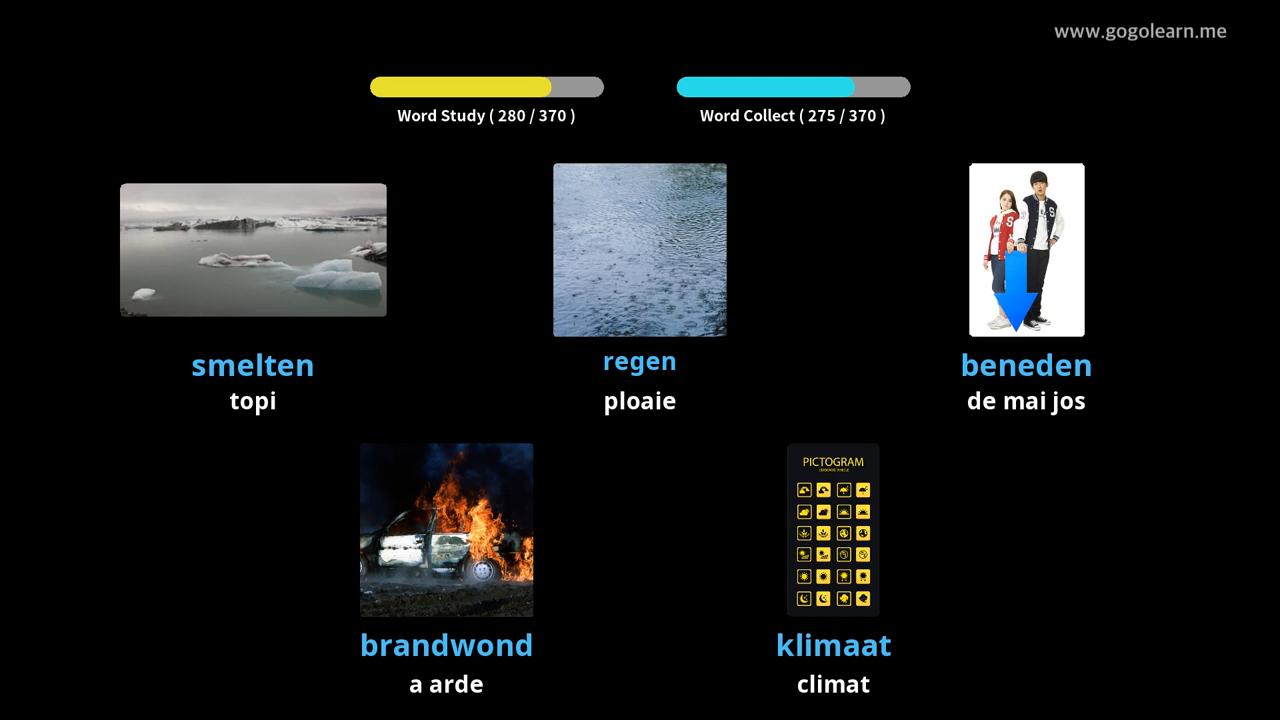 www.gogolearn.me
Word Study ( 280 / 370 )
Word Collect ( 275 / 370 )
smelten
topi
regen
ploaie
beneden
de mai jos
S
S
brandwond
a arde
PICTOGRAM
klimaat
climat